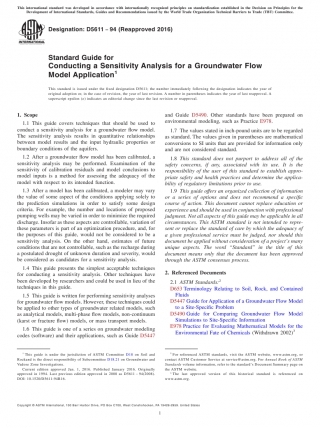 This international standard was developed in accordance with internationally recognized principles on standardization established in the Decision on Principles for the
Development of International Standards, Guides and Recommendations issued by the World Trade Organization Technical Barriers to Trade (TBT) Committee.
Designation: D5611 − 94 (Reapproved 2016)
Standard Guide for
Conducting a Sensitivity Analysis for a Groundwater Flow
Model Application1
This standard is issued under the fixed designation D5611; the number immediately following the designation indicates the year of
original adoption or, in the case of revision, the year of last revision. A number in parentheses indicates the year of last reapproval. A
superscript epsilon (ε) indicates an editorial change since the last revision or reapproval.
1. Scope
1.1 This guide covers techniques that should be used to
conduct a sensitivity analysis for a groundwater flow model.
The sensitivity analysis results in quantitative relationships
between model results and the input hydraulic properties or
boundary conditions of the aquifers.
1.2 After a groundwater flow model has been calibrated, a
sensitivity analysis may be performed. Examination of the
sensitivity of calibration residuals and model conclusions to
model inputs is a method for assessing the adequacy of the
model with respect to its intended function.
1.3 After a model has been calibrated, a modeler may vary
the value of some aspect of the conditions applying solely to
the prediction simulations in order to satisfy some design
criteria. For example, the number and locations of proposed
pumping wells may be varied in order to minimize the required
discharge. Insofar as these aspects are controllable, variation of
these parameters is part of an optimization procedure, and, for
the purposes of this guide, would not be considered to be a
sensitivity analysis. On the other hand, estimates of future
conditions that are not controllable, such as the recharge during
a postulated drought of unknown duration and severity, would
be considered as candidates for a sensitivity analysis.
1.4 This guide presents the simplest acceptable techniques
for conducting a sensitivity analysis. Other techniques have
been developed by researchers and could be used in lieu of the
techniques in this guide.
1.5 This guide is written for performing sensitivity analyses
for groundwater flow models. However, these techniques could
be applied to other types of groundwater related models, such
as analytical models, multi-phase flow models, non-continuum
(karst or fracture flow) models, or mass transport models.
1.6 This guide is one of a series on groundwater modeling
codes (software) and their applications, such as Guide D5447
and Guide D5490. Other standards have been prepared on
environmental modeling, such as Practice E978.
1.7 The values stated in inch-pound units are to be regarded
as standard. The values given in parentheses are mathematical
conversions to SI units that are provided for information only
and are not considered standard.
1.8 This standard does not purport to address all of the
safety concerns, if any, associated with its use. It is the
responsibility of the user of this standard to establish appro-
priate safety and health practices and determine the applica-
bility of regulatory limitations prior to use.
1.9 This guide offers an organized collection of information
or a series of options and does not recommend a specific
course of action. This document cannot replace education or
experience and should be used in conjunction with professional
judgment. Not all aspects of this guide may be applicable in all
circumstances. This ASTM standard is not intended to repre-
sent or replace the standard of care by which the adequacy of
a given professional service must be judged, nor should this
document be applied without consideration of a project's many
unique aspects. The word "Standard" in the title of this
document means only that the document has been approved
through the ASTM consensus process.
2. Referenced Documents
2.1 ASTM Standards:2
D653 Terminology Relating to Soil, Rock, and Contained
Fluids
D5447 Guide for Application of a Groundwater Flow Model
to a Site-Specific Problem
D5490 Guide for Comparing Groundwater Flow Model
Simulations to Site-Specific Information
E978 Practice for Evaluating Mathematical Models for the
Environmental Fate of Chemicals (Withdrawn 2002)3
1 This guide is under the jurisdiction of ASTM Committee D18 on Soil and
Rock and is the direct responsibility of Subcommittee D18.21 on Groundwater and
Vadose Zone Investigations.
Current edition approved Jan. 1, 2016. Published January 2016. Originally
approved in 1994. Last previous edition approved in 2008 as D5611 – 94(2008).
DOI: 10.1520/D5611-94R16.
2 For referenced ASTM standards, visit the ASTM website, www.astm.org, or
contact ASTM Customer Service at service@astm.org. For Annual Book of ASTM
Standards volume information, refer to the standard's Document Summary page on
the ASTM website.
3 The last approved version of this historical standard is referenced on
www.astm.org.
Copyright © ASTM International, 100 Barr Harbor Drive, PO Box C700, West Conshohocken, PA 19428-2959. United States
1